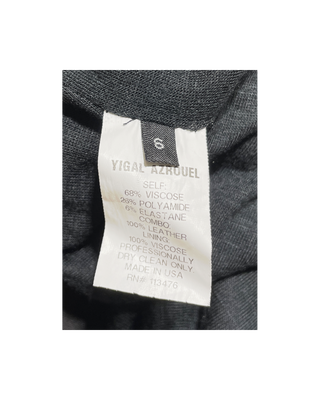 6
YIGAL AZROUEL
SELF:
68% VISCOSE
26% POLYAMIDE
6% ELASTANE
COMBO:
100% LEATHER
LINING:
100% VISCOSE
PROFESSIONALLY
DRY CLEAN ONLY
MADE IN USA
RN# 113476